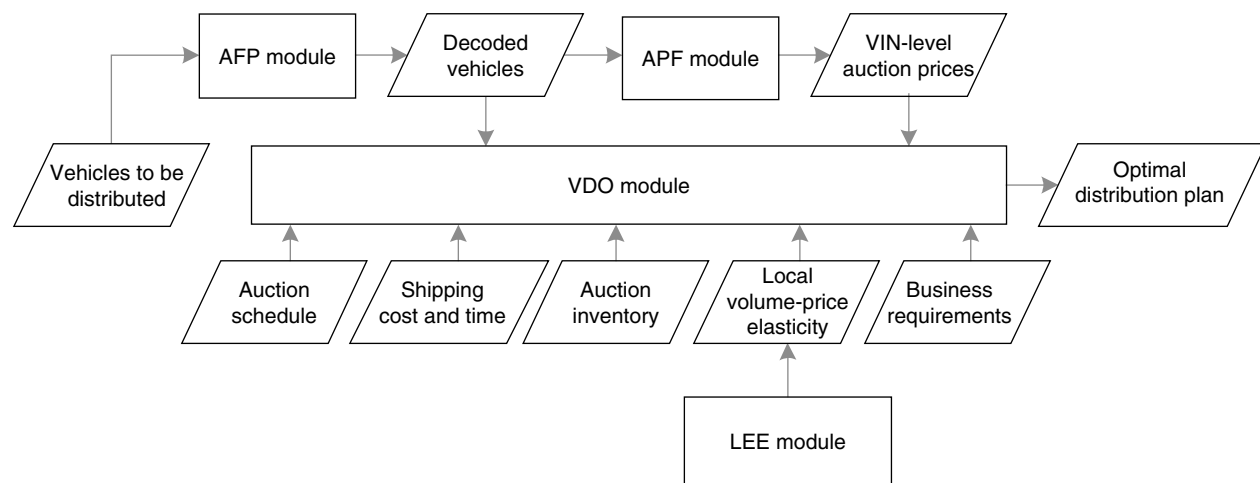 AFP module
Decoded
vehicles
APF module
VIN-level
auction prices
Vehicles to be
distributed
VDO module
Optimal
distribution plan
Auction
schedule
Shipping
cost and time
Auction
inventory
Local
volume-price
elasticity
Business
requirements
LEE module